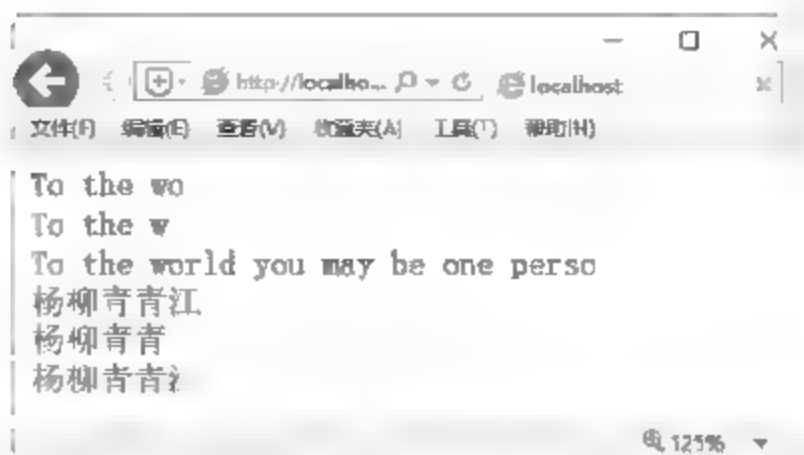 http://localho... localhost
文件(F) 编辑(E) 查看(V) 收藏夹(A) 工具(T) 帮助(H)
To the wo
To the w
To the world you may be one perso
杨柳青青江
杨柳青青
杨柳青青氵
125%